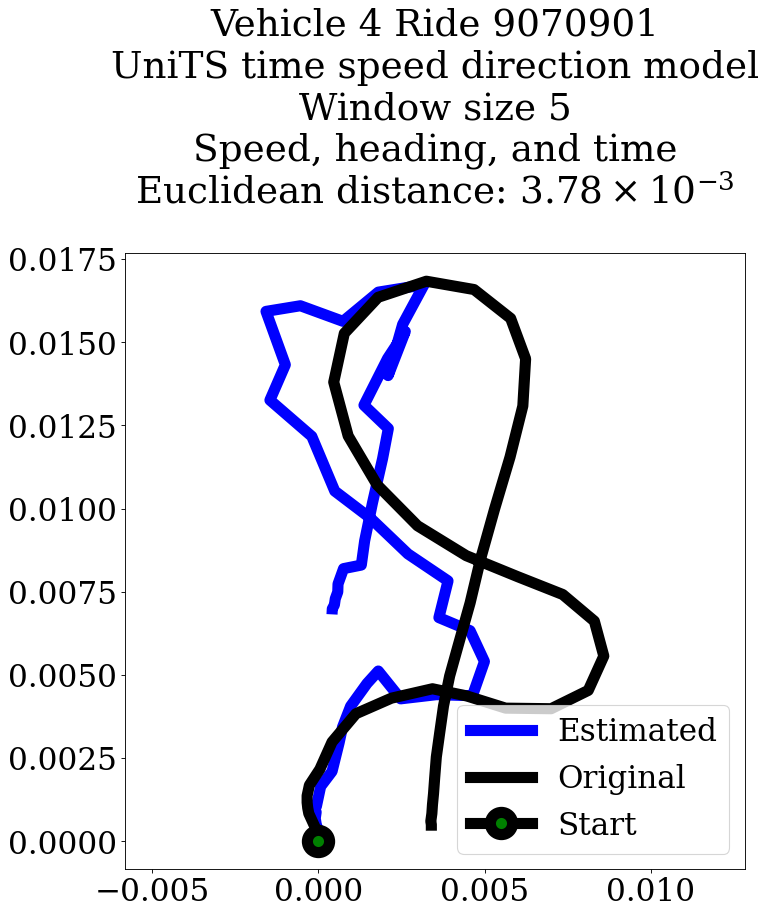 Vehicle 4 Ride 9070901
UniTS time speed direction model
Window size 5
Speed, heading, and time
Euclidean distance: 3.78 × 10⁻³
0.0175
0.0150
0.0125
0.0100
0.0075
0.0050
0.0025
0.0000
−0.005 0.000 0.005 0.010
Estimated
Original
Start